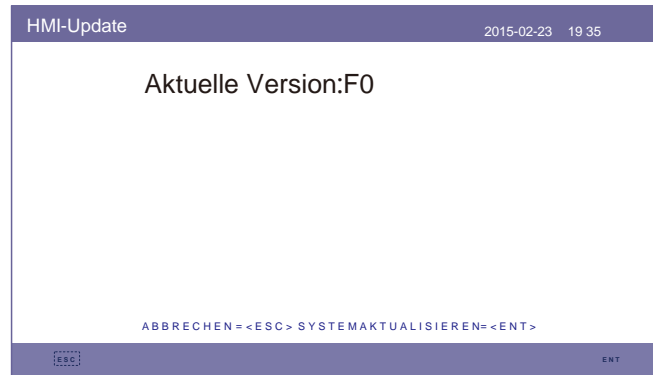 HMI-Update 2015-02-23 19 35
Aktuelle Version:F0
ABBRECHEN=<ESC> SYSTEMAKTUALISIEREN=<ENT>
ESC ENT